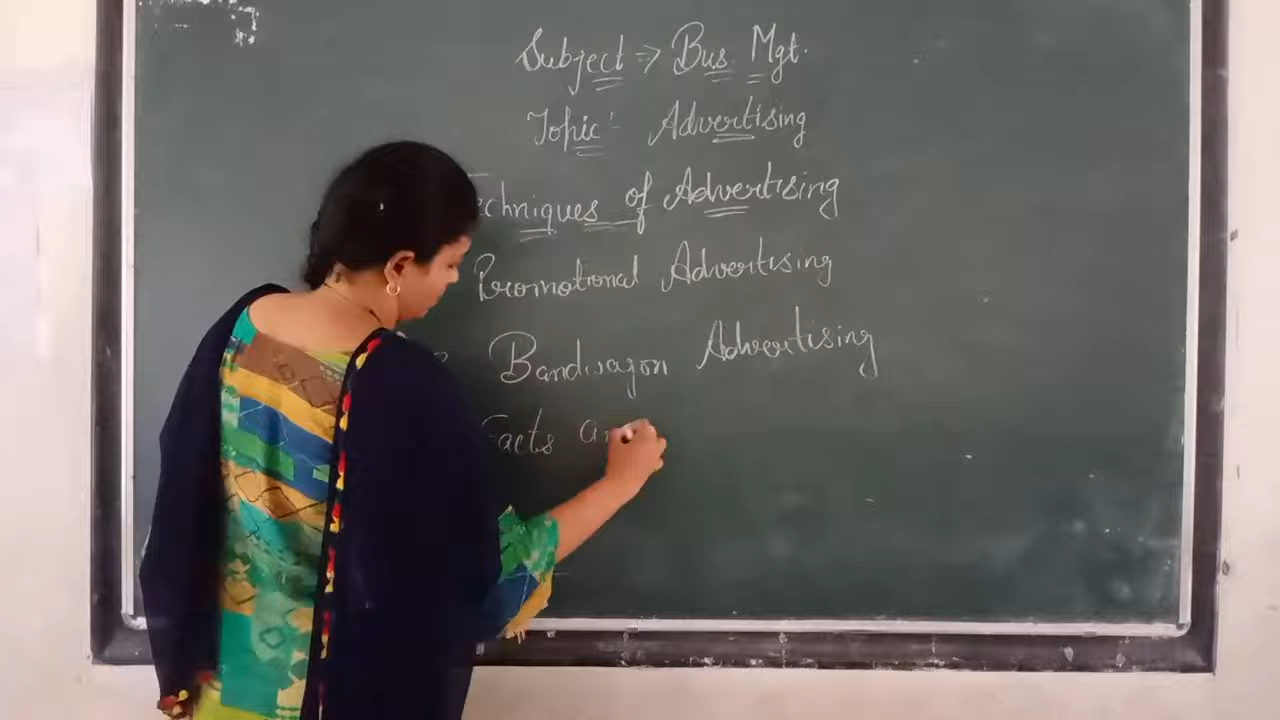 Subject => Bus Mgt.
Topic:- Advertising
Techniques of Advertising
Promotional Advertising
Bandwagon Advertising
Facts